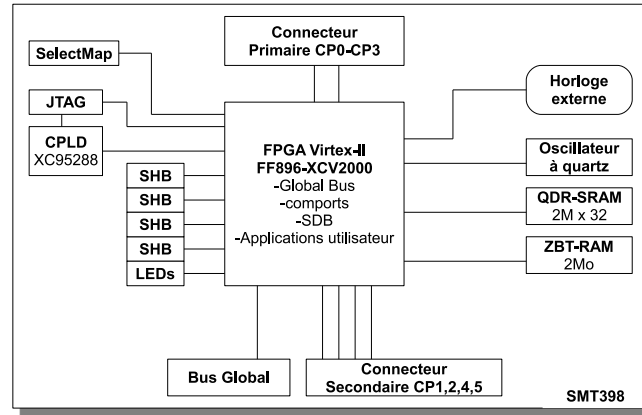 Connecteur
Primaire CP0-CP3
SelectMap
JTAG
CPLD
XC95288
SHB
SHB
SHB
SHB
LEDs
FPGA Virtex-II
FF896-XCV2000
-Global Bus
-comports
-SDB
-Applications utilisateur
Horloge
externe
Oscillateur
à quartz
QDR-SRAM
2M x 32
ZBT-RAM
2Mo
Bus Global
Connecteur
Secondaire CP1,2,4,5
SMT398